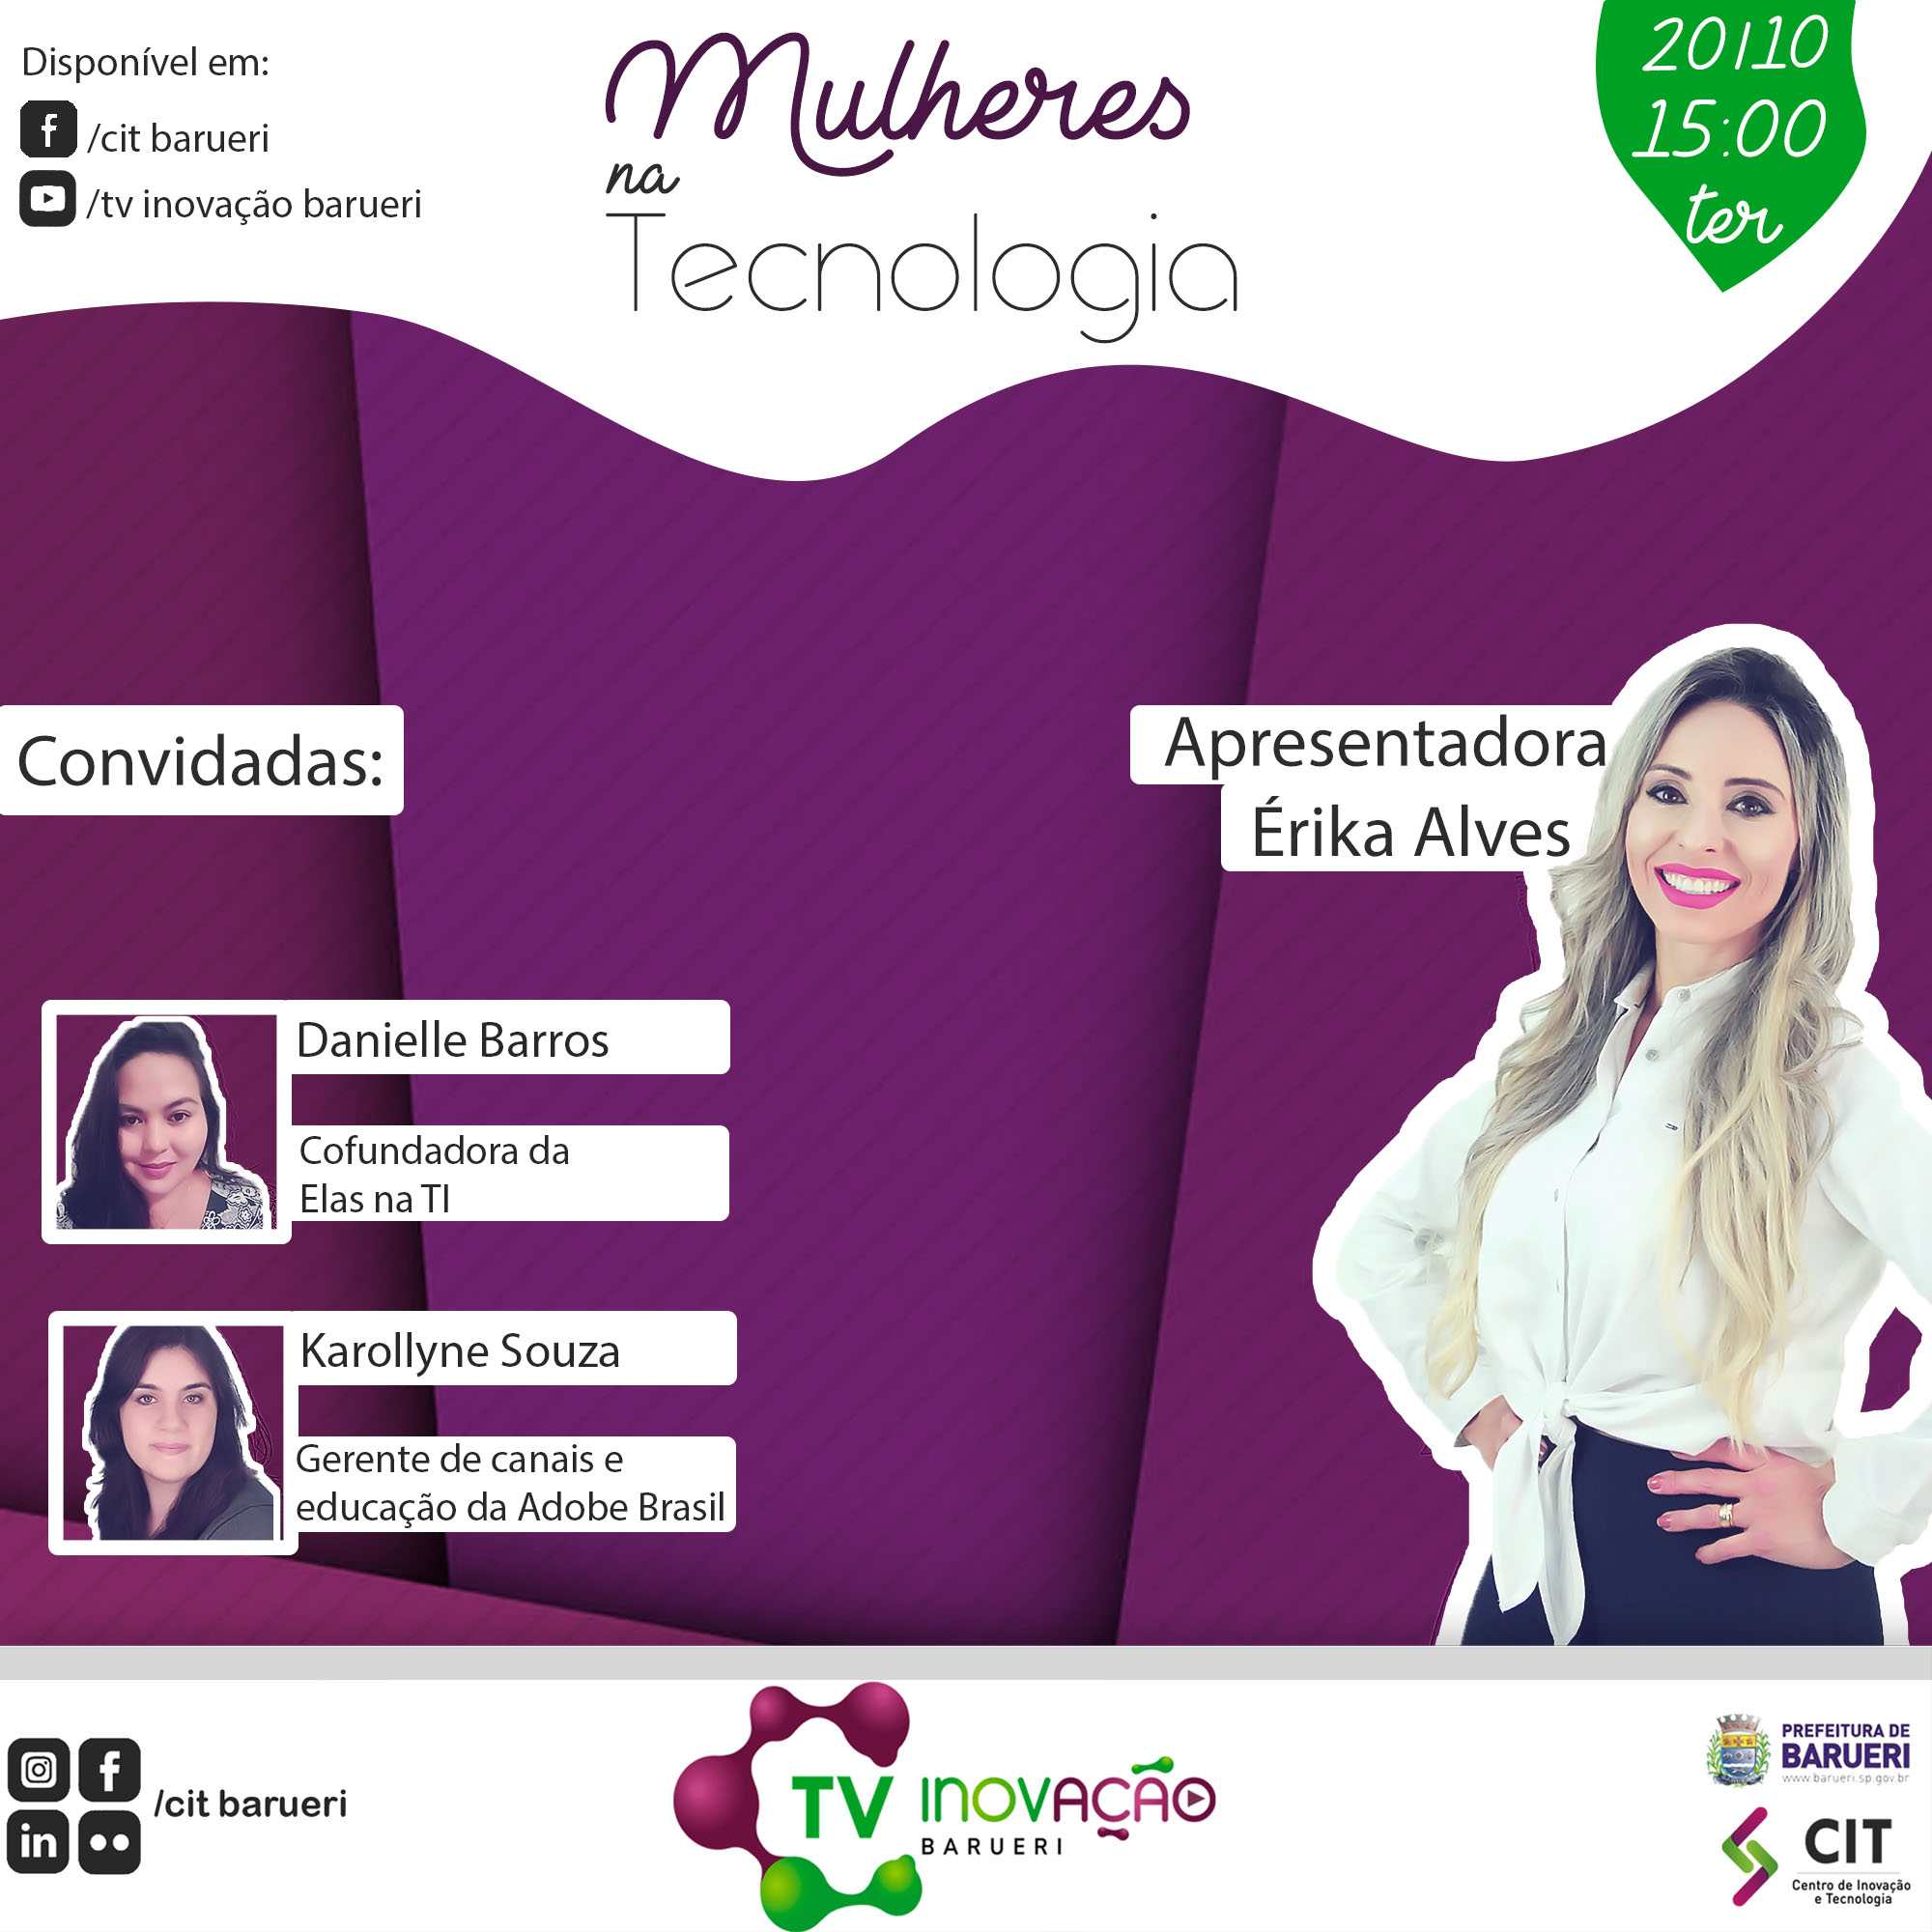 Disponível em:
/cit barueri
/tv inovação barueri
Mulheres
na
Tecnologia
20/10
15:00
ter
Convidadas:
Apresentadora
Érika Alves
Danielle Barros
Cofundadora da
Elas na TI
Karollyne Souza
Gerente de canais e
educação da Adobe Brasil
/cit barueri
TV INOVAÇÃO
BARUERI
PREFEITURA DE
BARUERI
www.barueri.sp.gov.br
CIT
Centro de Inovação
e Tecnologia